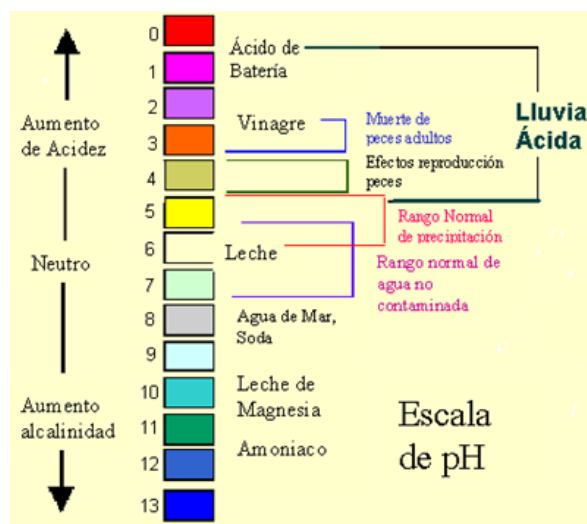 0
Ácido de
Batería
1
2
Aumento
de Acidez
Vinagre
3
Muerte de
peces adultos
Lluvia
Ácida
4
Efectos reproducción
peces
5
Rango Normal
de precipitación
Neutro
6
Leche
Rango normal de
agua no
contaminada
7
8
Agua de Mar,
Soda
9
10
Leche de
Magnesia
Aumento
alcalinidad
11
Amoniaco
12
13
Escala
de pH